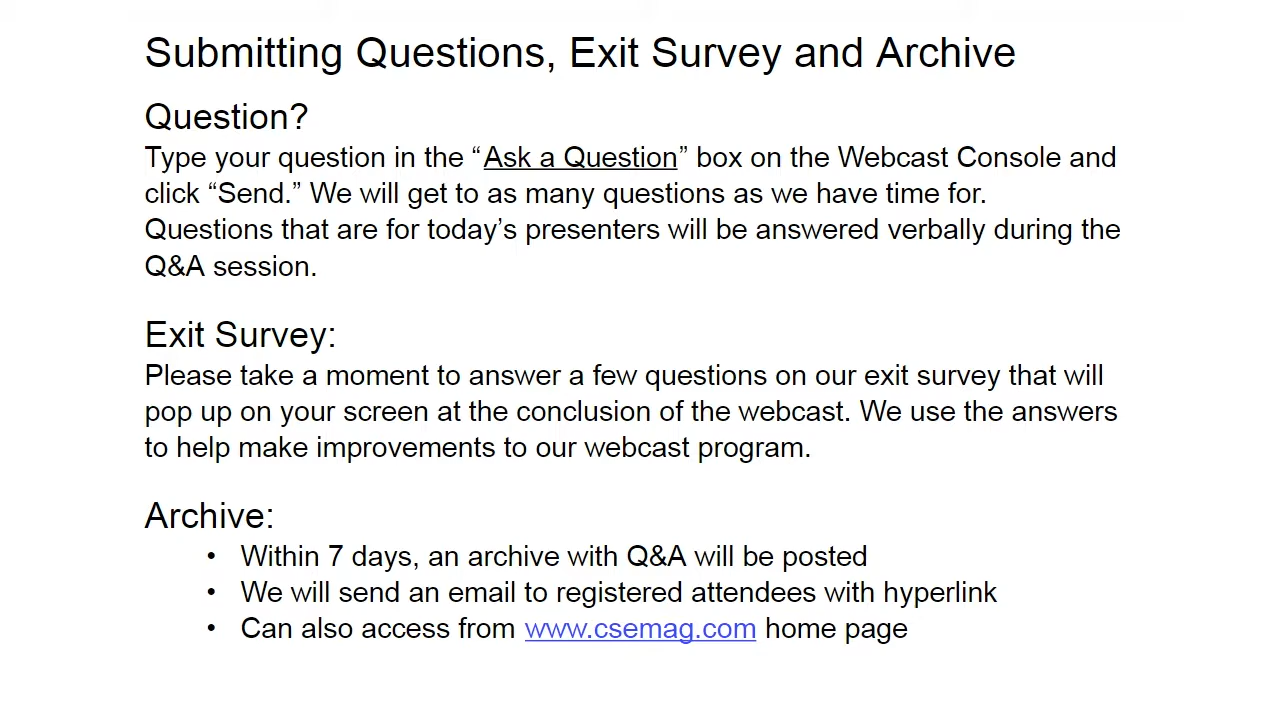 Submitting Questions, Exit Survey and Archive
Question?
Type your question in the “Ask a Question” box on the Webcast Console and
click “Send.” We will get to as many questions as we have time for.
Questions that are for today’s presenters will be answered verbally during the
Q&A session.
Exit Survey:
Please take a moment to answer a few questions on our exit survey that will
pop up on your screen at the conclusion of the webcast. We use the answers
to help make improvements to our webcast program.
Archive:
• Within 7 days, an archive with Q&A will be posted
• We will send an email to registered attendees with hyperlink
• Can also access from www.csemag.com home page